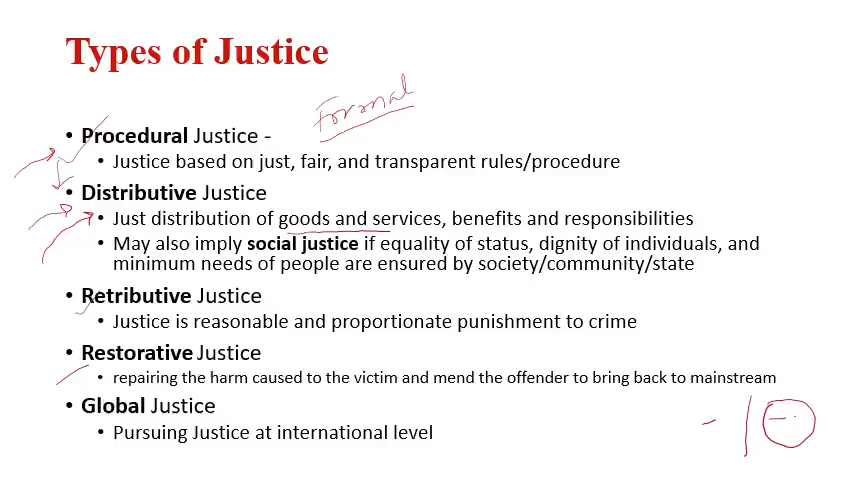 Types of Justice
Formal
• Procedural Justice -
• Justice based on just, fair, and transparent rules/procedure
• Distributive Justice
• Just distribution of goods and services, benefits and responsibilities
• May also imply social justice if equality of status, dignity of individuals, and
minimum needs of people are ensured by society/community/state
• Retributive Justice
• Justice is reasonable and proportionate punishment to crime
• Restorative Justice
• repairing the harm caused to the victim and mend the offender to bring back to mainstream
• Global Justice
• Pursuing Justice at international level